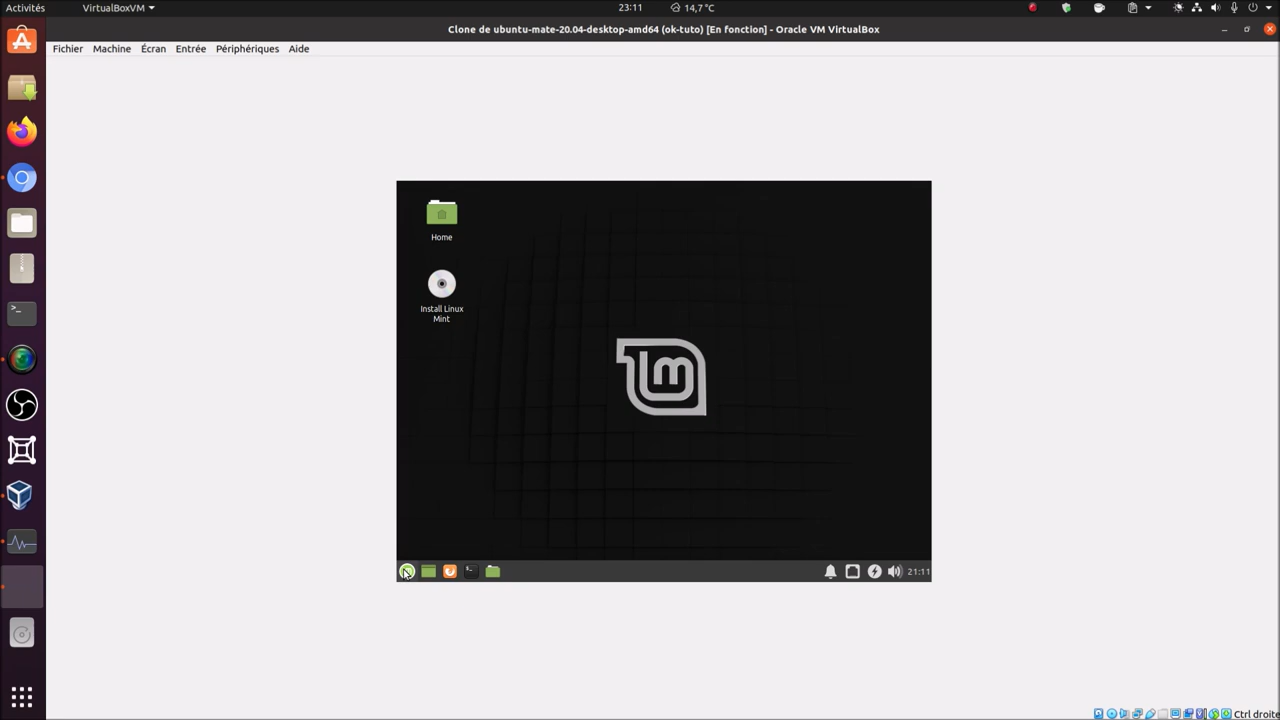 Activités
VirtualBoxVM
23:11
14,7 °C
Clone de ubuntu-mate-20.04-desktop-amd64 (ok-tuto) [En fonction] - Oracle VM VirtualBox
Fichier
Machine
Écran
Entrée
Périphériques
Aide
Home
Install Linux
Mint
lm
21:11
Ctrl droite